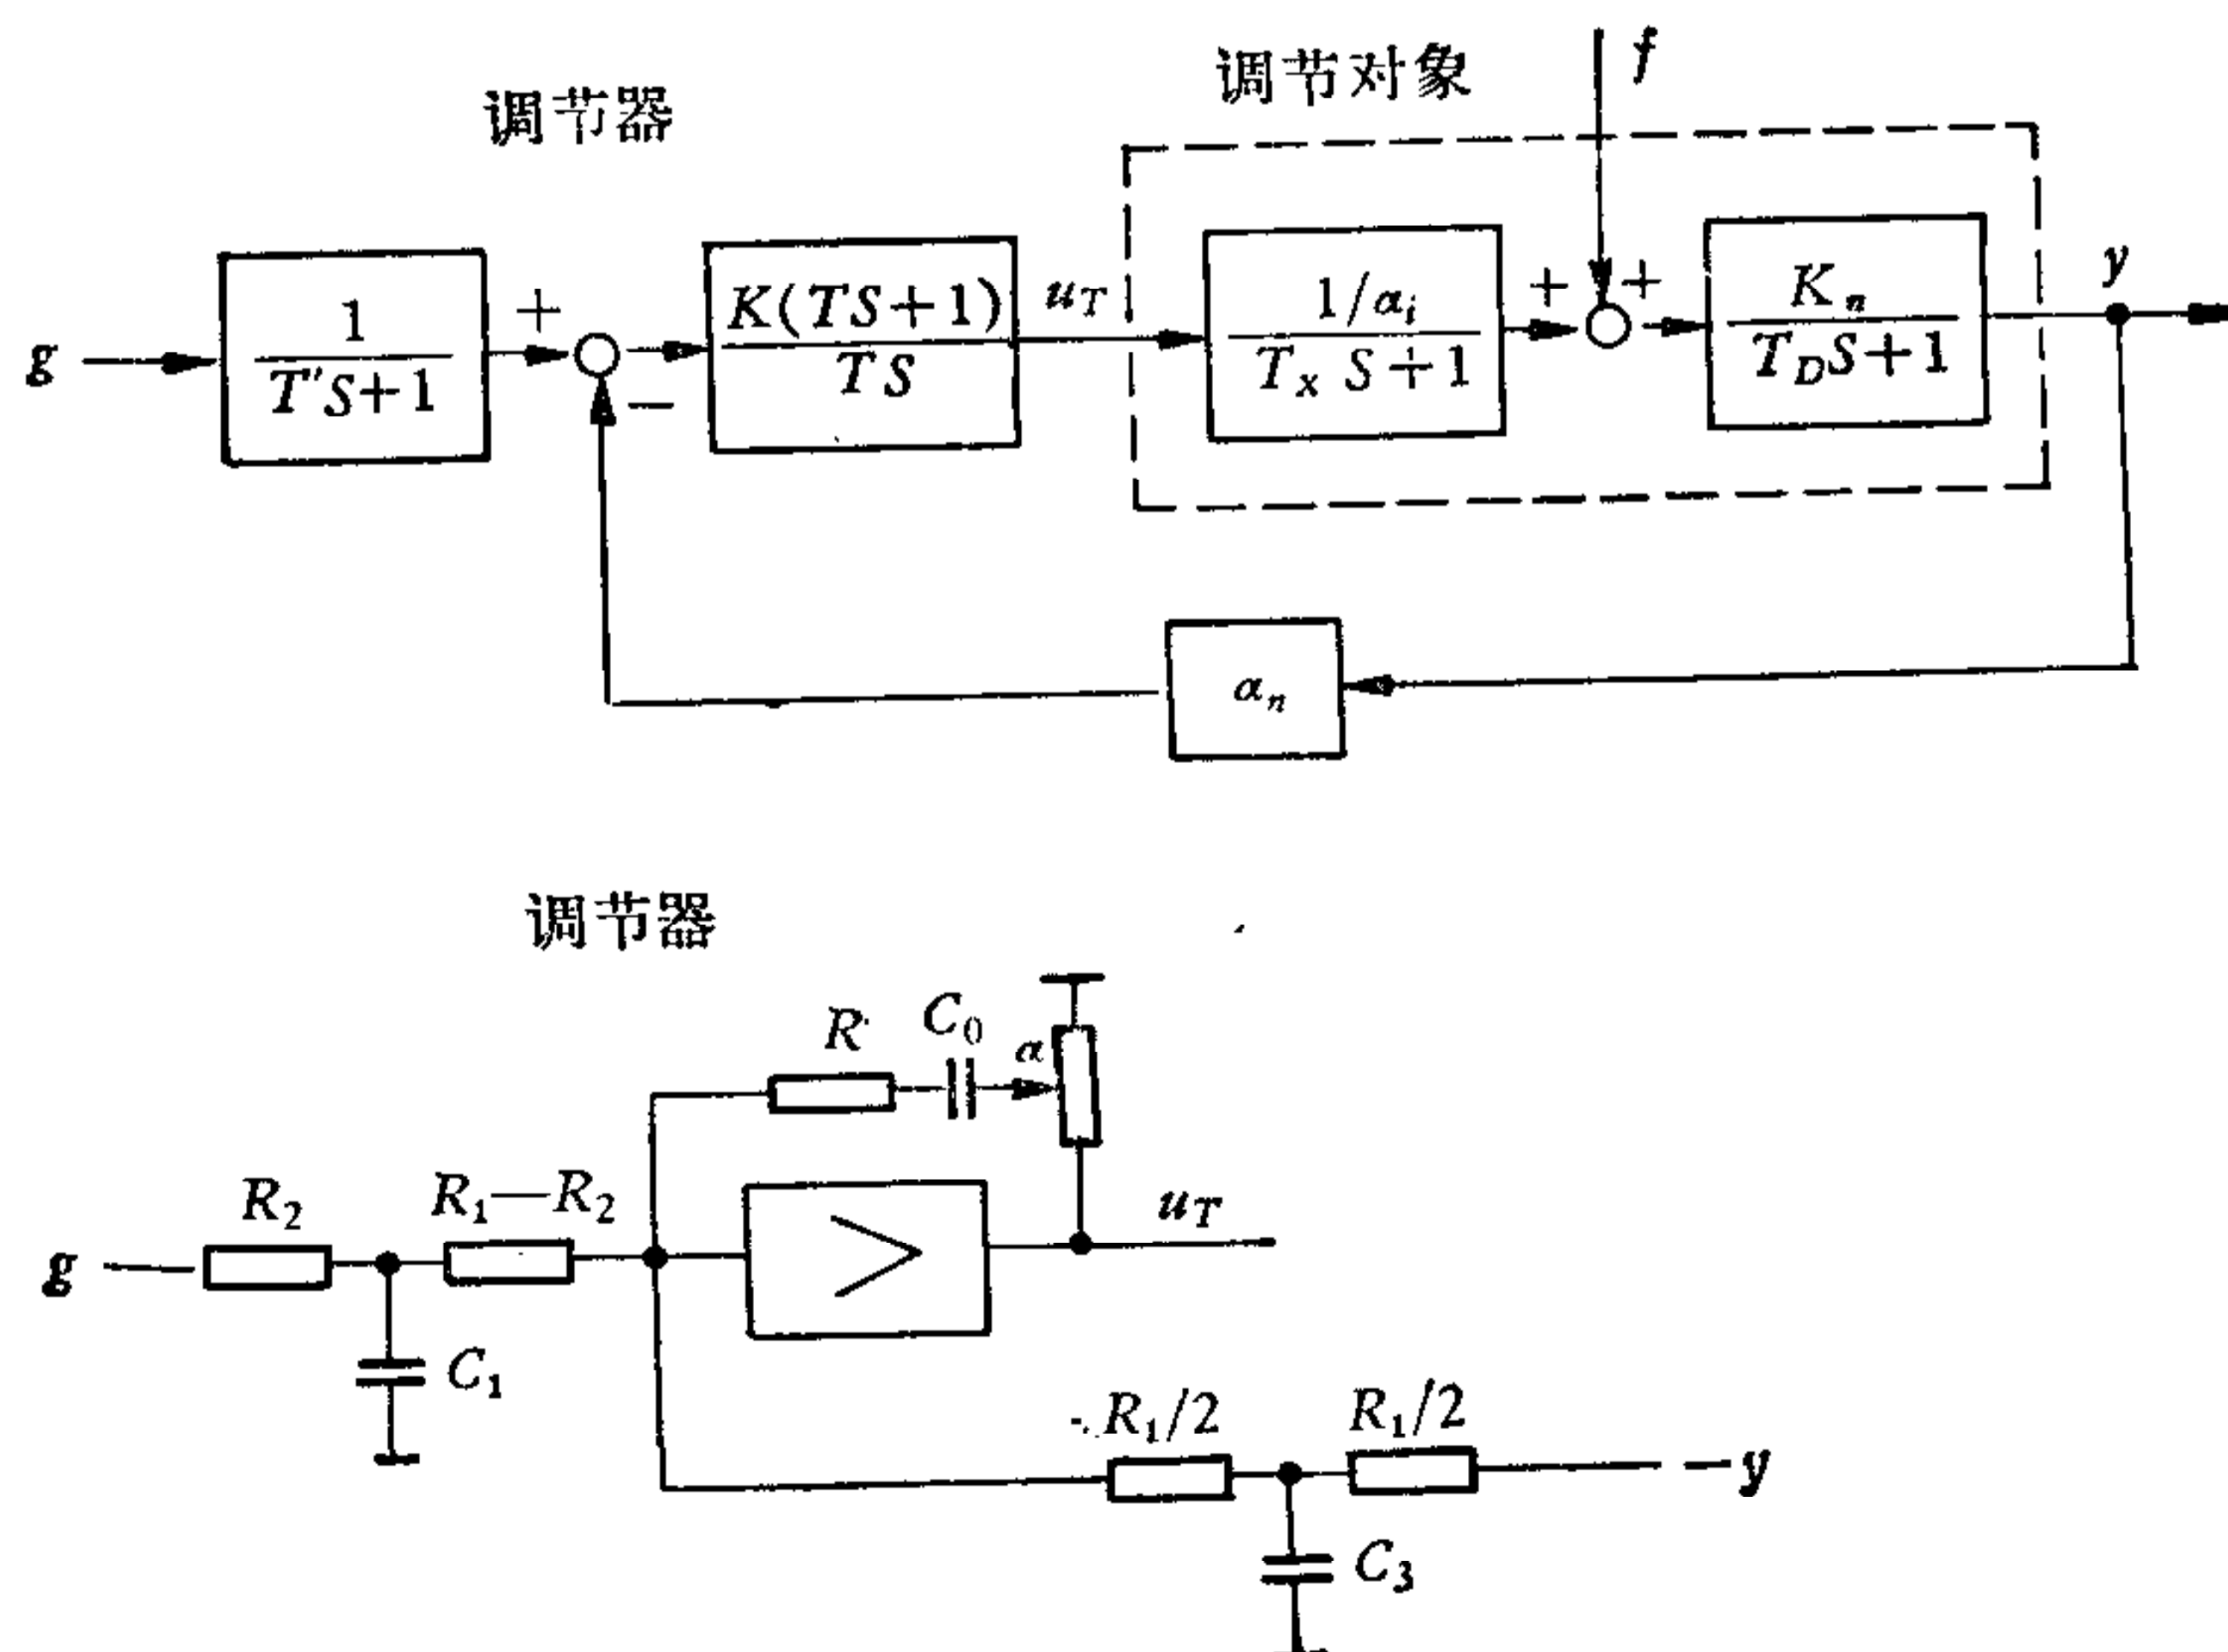 调节器
调节对象
f
g
1
T''S+1
+
−
K(TS+1)
TS
u_T
1/α_i
T_x S+1
+ +
K_n
T_D S+1
y
α_n
调节器
R
C_0
α
R_2
R_1—R_2
u_T
g
>
C_1
R_1/2
R_1/2
−y
C_3